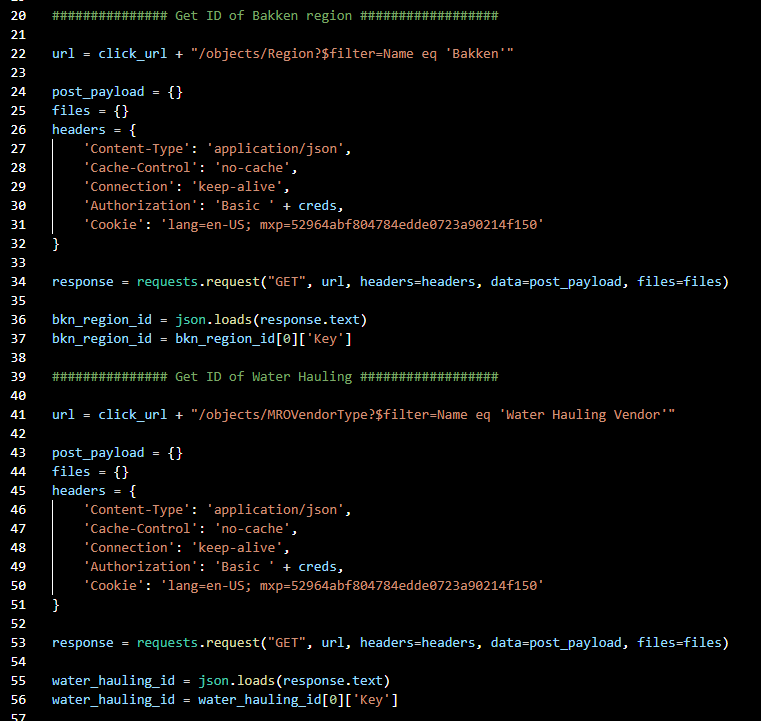 20 ############### Get ID of Bakken region ##################
21
22 url = click_url + "/objects/Region?$filter=Name eq 'Bakken'"
23
24 post_payload = {}
25 files = {}
26 headers = {
27     'Content-Type': 'application/json',
28     'Cache-Control': 'no-cache',
29     'Connection': 'keep-alive',
30     'Authorization': 'Basic ' + creds,
31     'Cookie': 'lang=en-US; mxp=52964abf804784edde0723a90214f150'
32 }
33
34 response = requests.request("GET", url, headers=headers, data=post_payload, files=files)
35
36 bkn_region_id = json.loads(response.text)
37 bkn_region_id = bkn_region_id[0]['Key']
38
39 ############### Get ID of Water Hauling ##################
40
41 url = click_url + "/objects/MROVendorType?$filter=Name eq 'Water Hauling Vendor'"
42
43 post_payload = {}
44 files = {}
45 headers = {
46     'Content-Type': 'application/json',
47     'Cache-Control': 'no-cache',
48     'Connection': 'keep-alive',
49     'Authorization': 'Basic ' + creds,
50     'Cookie': 'lang=en-US; mxp=52964abf804784edde0723a90214f150'
51 }
52
53 response = requests.request("GET", url, headers=headers, data=post_payload, files=files)
54
55 water_hauling_id = json.loads(response.text)
56 water_hauling_id = water_hauling_id[0]['Key']
57